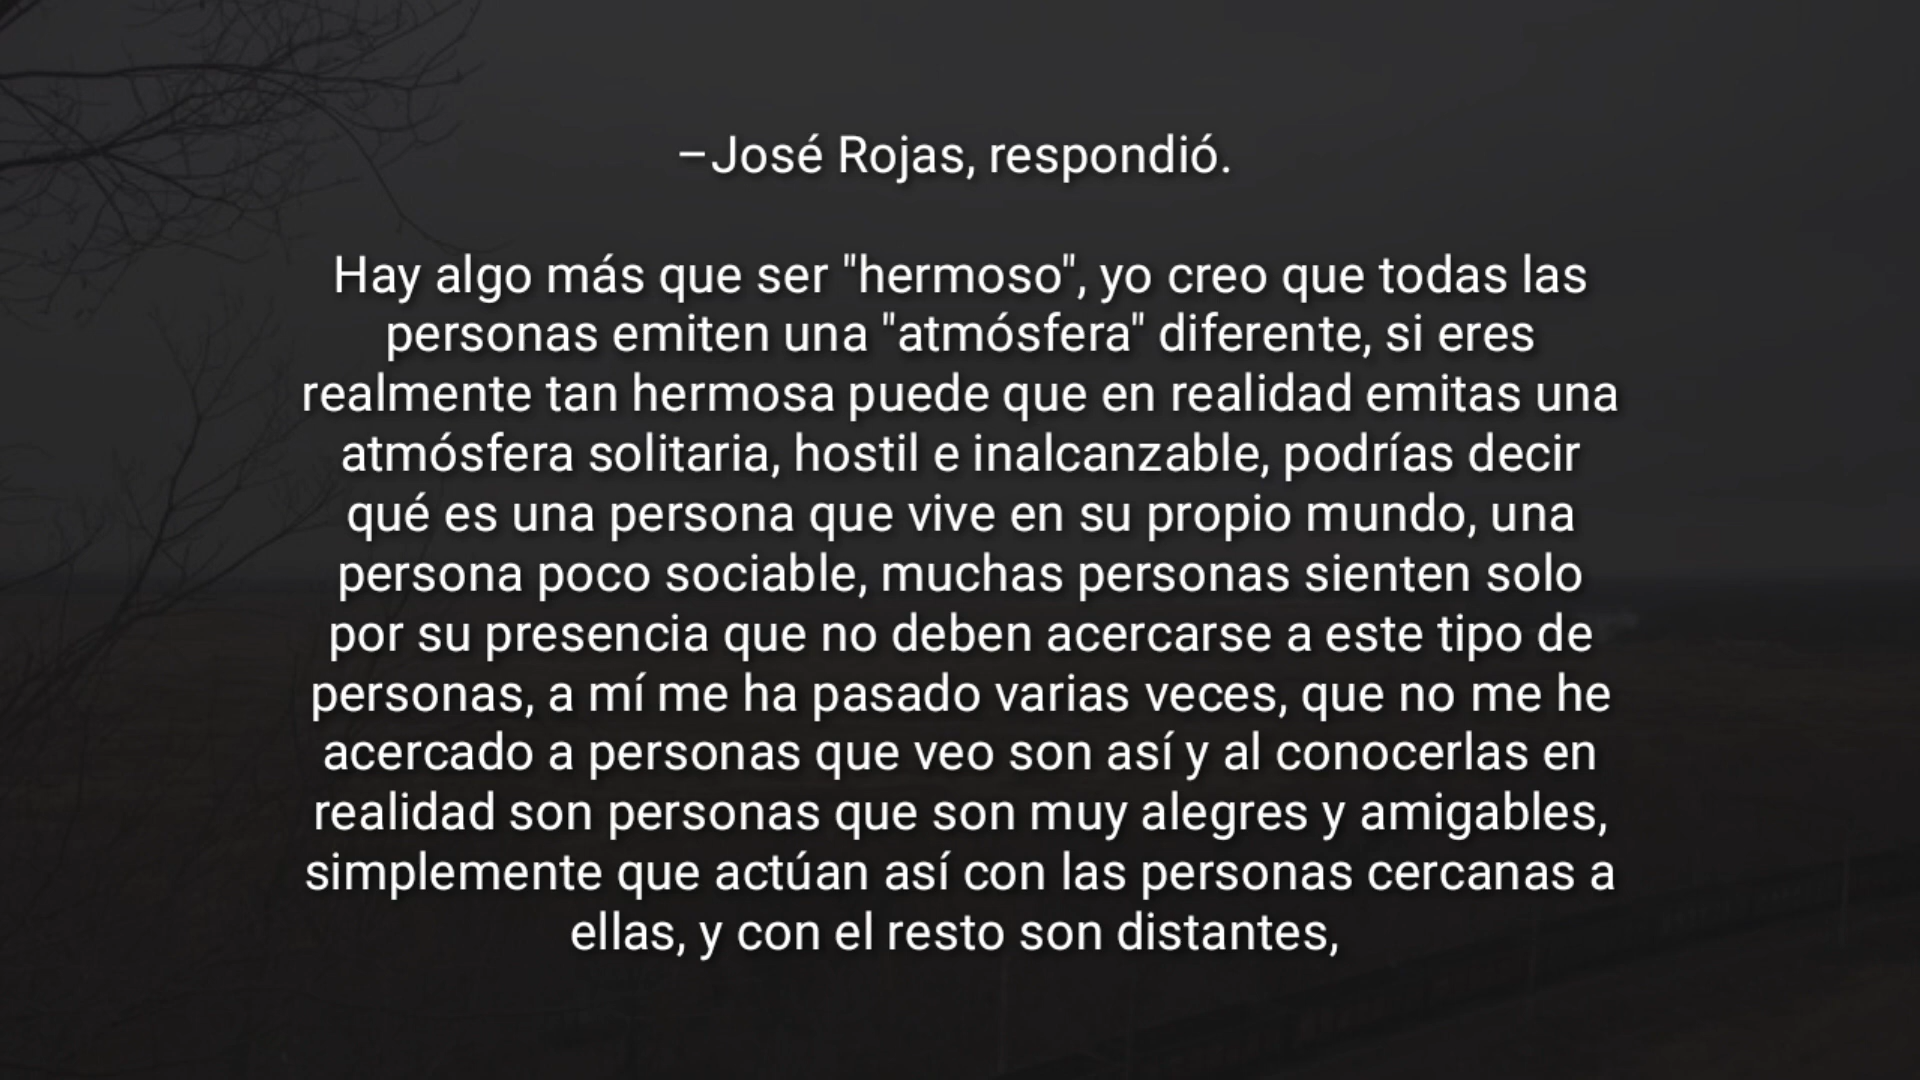 –José Rojas, respondió.
Hay algo más que ser "hermoso", yo creo que todas las
personas emiten una "atmósfera" diferente, si eres
realmente tan hermosa puede que en realidad emitas una
atmósfera solitaria, hostil e inalcanzable, podrías decir
qué es una persona que vive en su propio mundo, una
persona poco sociable, muchas personas sienten solo
por su presencia que no deben acercarse a este tipo de
personas, a mí me ha pasado varias veces, que no me he
acercado a personas que veo son así y al conocerlas en
realidad son personas que son muy alegres y amigables,
simplemente que actúan así con las personas cercanas a
ellas, y con el resto son distantes,